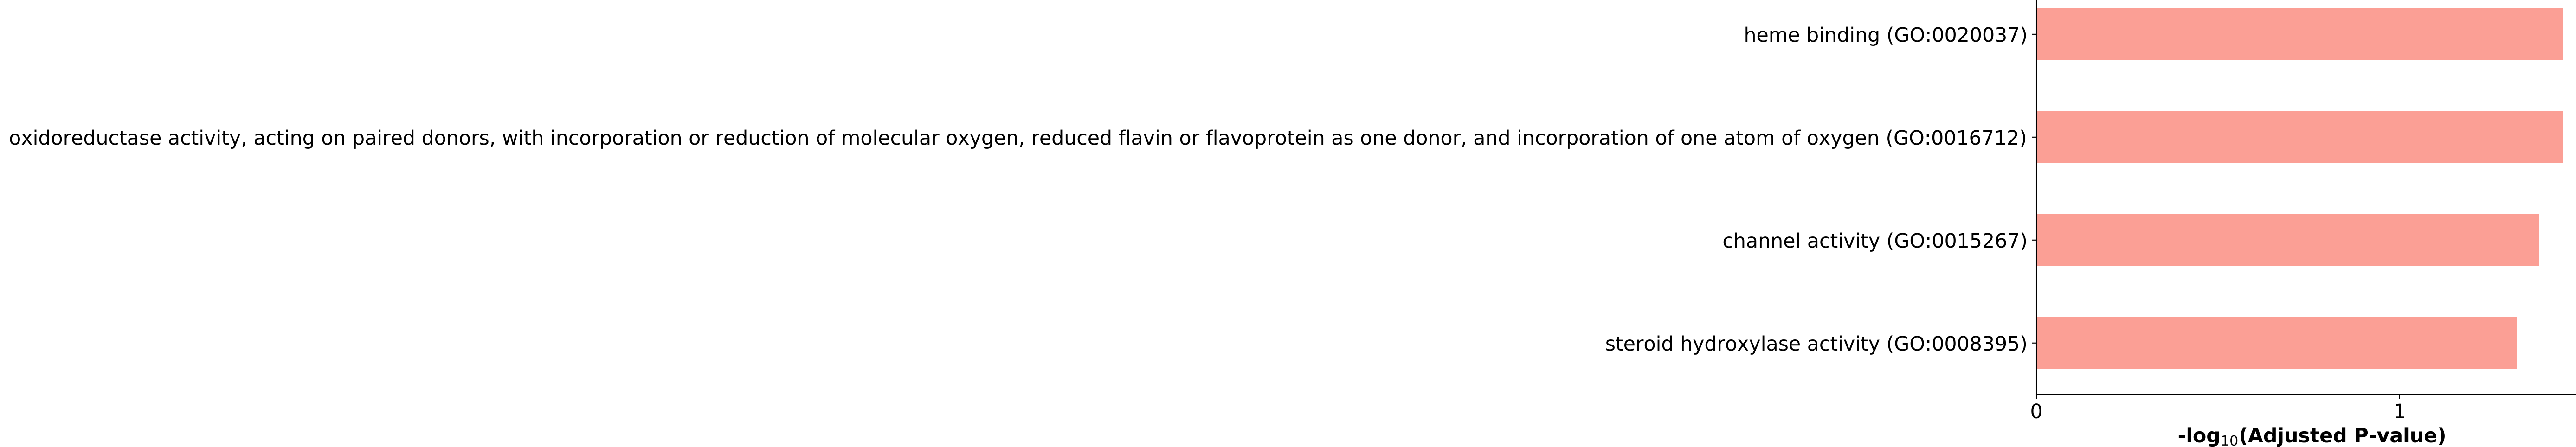 heme binding (GO:0020037)
oxidoreductase activity, acting on paired donors, with incorporation or reduction of molecular oxygen, reduced flavin or flavoprotein as one donor, and incorporation of one atom of oxygen (GO:0016712)
channel activity (GO:0015267)
steroid hydroxylase activity (GO:0008395)
0 1
-log₁₀(Adjusted P-value)